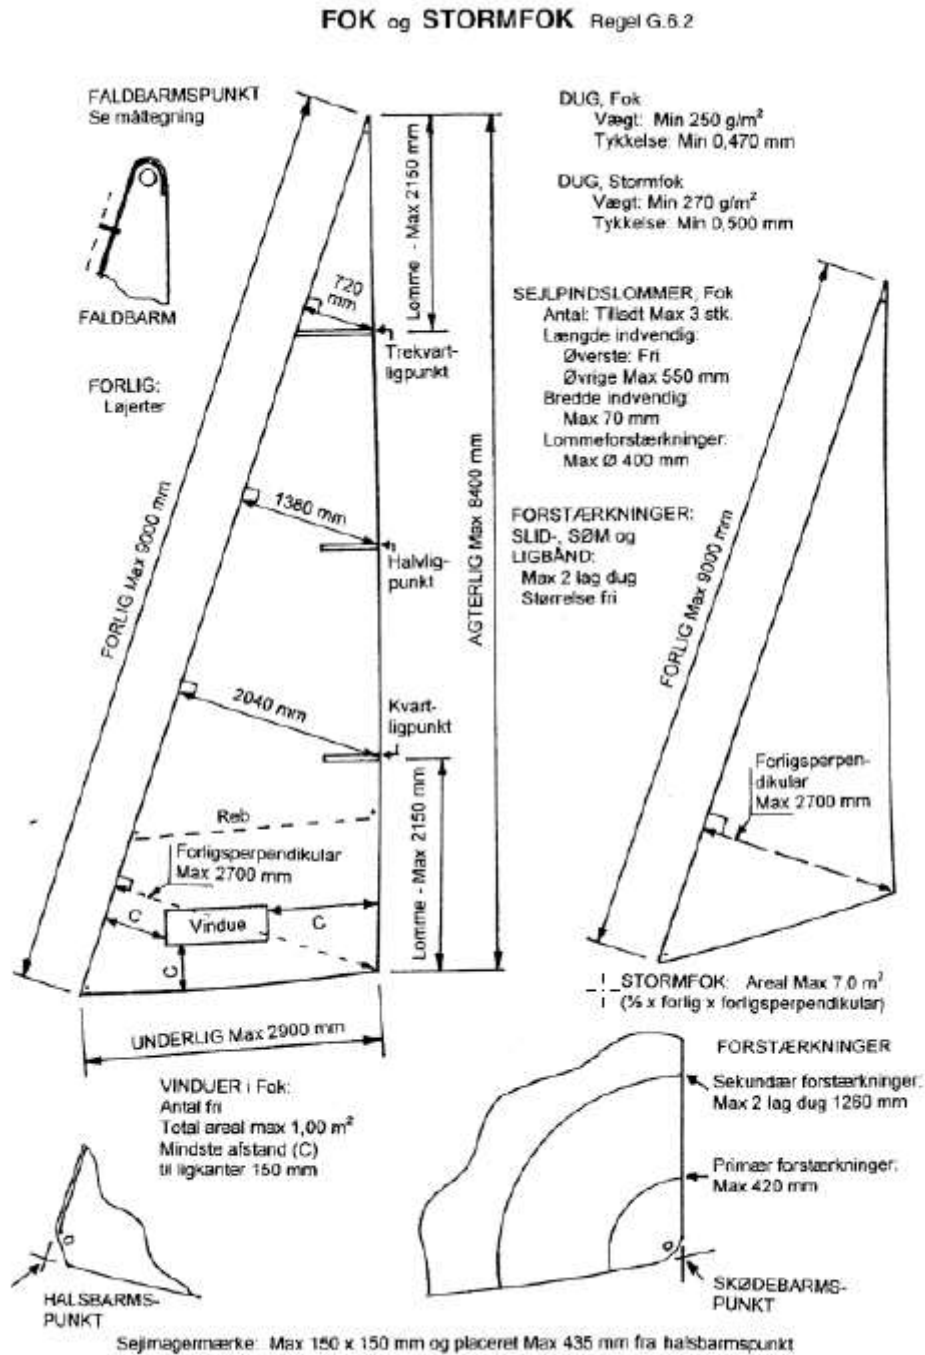 FOK og STORMFOK Regel G.6.2
FALDBARMSPUNKT
Se måltegning
FALDBARM
FORLIG:
Løjerter
FORLIG Max 9000 mm
720
mm
Lomme - Max 2150 mm
Trekvart-
ligpunkt
1380 mm
Halvlig-
punkt
AGTERLIG Max 8400 mm
2040 mm
Kvart-
ligpunkt
Reb
Forligsperpendikular
Max 2700 mm
C
Vindue
C
C
Lomme - Max 2150 mm
UNDERLIG Max 2900 mm
DUG, Fok
Vægt: Min 250 g/m²
Tykkelse: Min 0,470 mm
DUG, Stormfok
Vægt: Min 270 g/m²
Tykkelse: Min 0,500 mm
SEJLPINDSLOMMER, Fok
Antal: Tilladt Max 3 stk.
Længde indvendig:
Øverste: Fri
Øvrige Max 550 mm
Bredde indvendig:
Max 70 mm
Lommeforstærkninger:
Max Ø 400 mm
FORSTÆRKNINGER:
SLID-, SØM og
LIGBÅND:
Max 2 lag dug
Størrelse fri
FORLIG Max 9000 mm
Forligsperpen-
dikular
Max 2700 mm
STORMFOK: Areal Max 7,0 m²
(½ x forlig x forligsperpendikular)
VINDUER i Fok:
Antal fri
Total areal max 1,00 m²
Mindste afstand (C)
til ligkanter 150 mm
HALSBARMS-
PUNKT
FORSTÆRKNINGER
Sekundær forstærkninger:
Max 2 lag dug 1260 mm
Primær forstærkninger:
Max 420 mm
SKØDEBARMS-
PUNKT
Sejlmagermærke: Max 150 x 150 mm og placeret Max 435 mm fra halsbarmspunkt